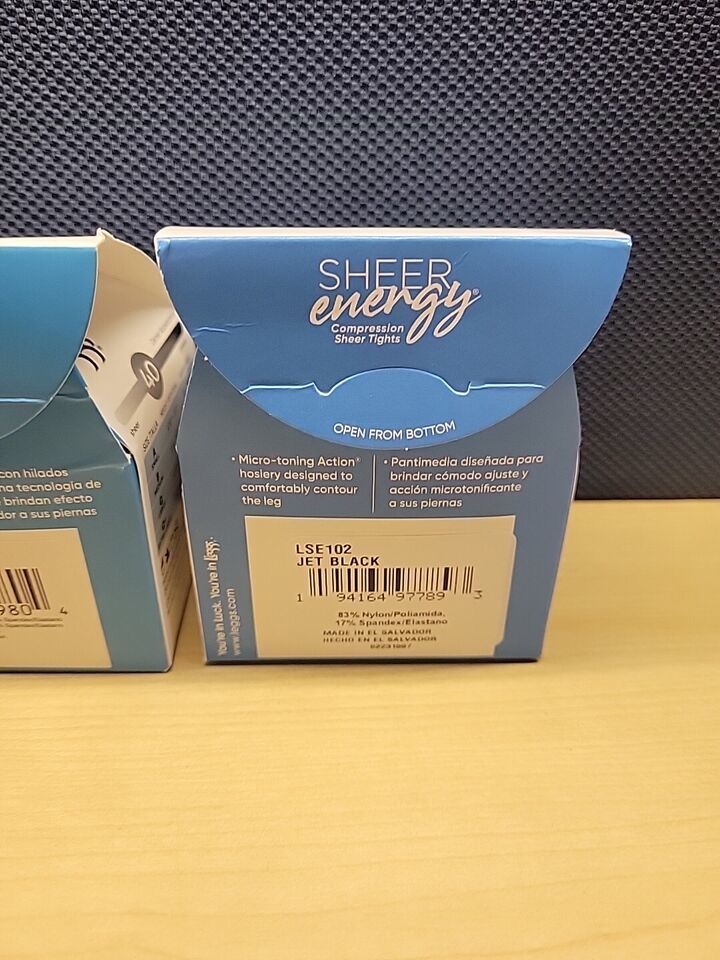 SHEER
energy®
Compression
Sheer Tights
OPEN FROM BOTTOM
• Micro-toning Action®
hosiery designed to
comfortably contour
the leg
• Pantimedia diseñada para
brindar cómodo ajuste y
acción microtonificante
a sus piernas
You're in Luck. You're in L'eggs.
www.leggs.com
LSE102
JET BLACK
1 94164 97789 3
83% Nylon/Poliamida,
17% Spandex/Elastano
MADE IN EL SALVADOR
HECHO EN EL SALVADOR
40
sheer
con hilados
na tecnologia de
brindan efecto
dor a sus piernas
980 4